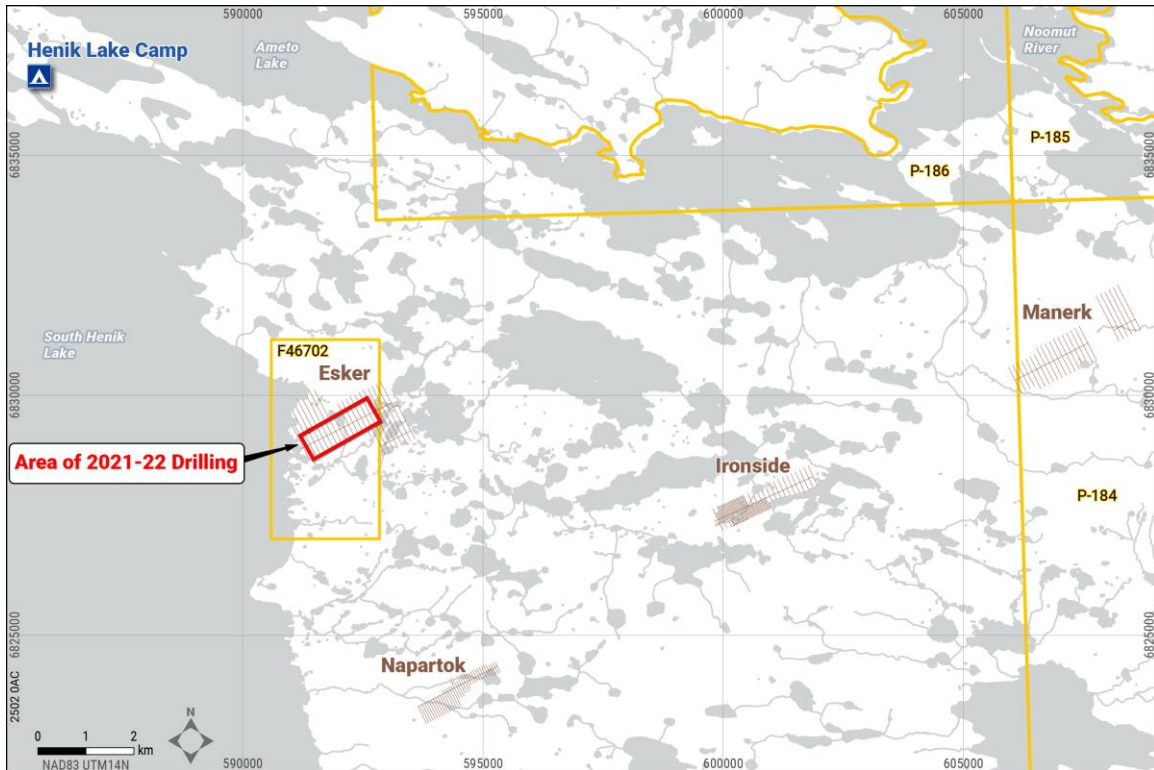 590000
595000
600000
605000
Henik Lake Camp
Ameto
Lake
Noomut
River
6835000
6835000
P-185
P-186
South Henik
Lake
Manerk
F46702
Esker
6830000
6830000
Area of 2021-22 Drilling
Ironside
P-184
6825000
6825000
Napartok
2502 0AC
N
0 1 2
km
NAD83 UTM14N
590000
595000
600000
605000